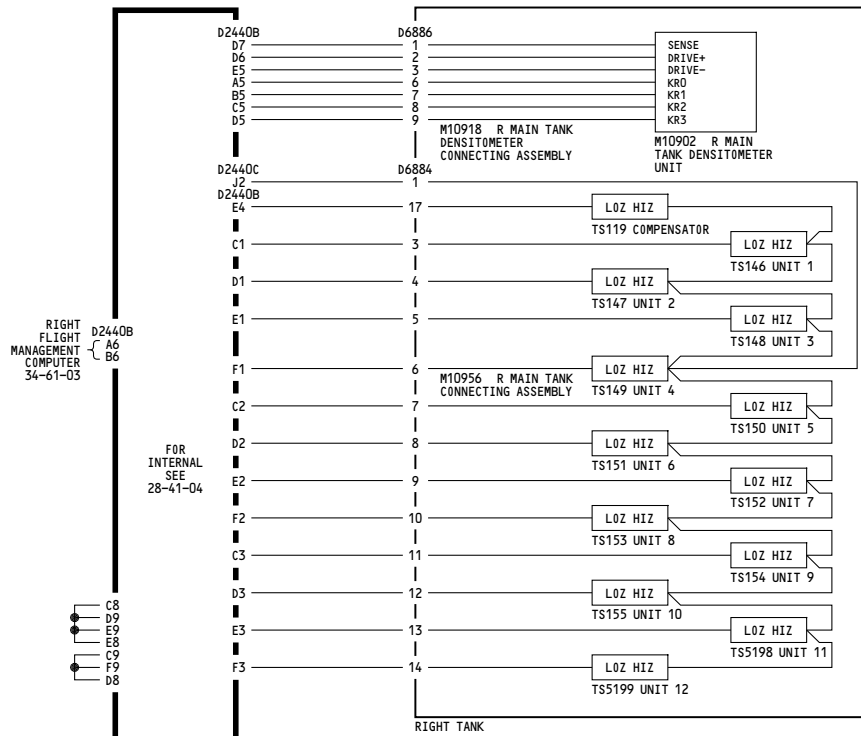 D2440B D6886
D7 1 SENSE
D6 2 DRIVE+
E5 3 DRIVE-
A5 6 KR0
B5 7 KR1
C5 8 KR2
D5 9 KR3
M10918 R MAIN TANK
DENSITOMETER
CONNECTING ASSEMBLY
M10902 R MAIN
TANK DENSITOMETER
UNIT
D2440C D6884
J2 1
D2440B
E4 17 LOZ HIZ
TS119 COMPENSATOR
C1 3 LOZ HIZ
TS146 UNIT 1
D1 4 LOZ HIZ
TS147 UNIT 2
E1 5 LOZ HIZ
TS148 UNIT 3
RIGHT
FLIGHT
MANAGEMENT
COMPUTER
34-61-03
D2440B
A6
B6
F1 6 LOZ HIZ
TS149 UNIT 4
M10956 R MAIN TANK
CONNECTING ASSEMBLY
C2 7 LOZ HIZ
TS150 UNIT 5
D2 8 LOZ HIZ
TS151 UNIT 6
FOR
INTERNAL
SEE
28-41-04
E2 9 LOZ HIZ
TS152 UNIT 7
F2 10 LOZ HIZ
TS153 UNIT 8
C3 11 LOZ HIZ
TS154 UNIT 9
D3 12 LOZ HIZ
TS155 UNIT 10
E3 13 LOZ HIZ
TS5198 UNIT 11
F3 14 LOZ HIZ
TS5199 UNIT 12
C8
D9
E9
E8
C9
F9
D8
RIGHT TANK